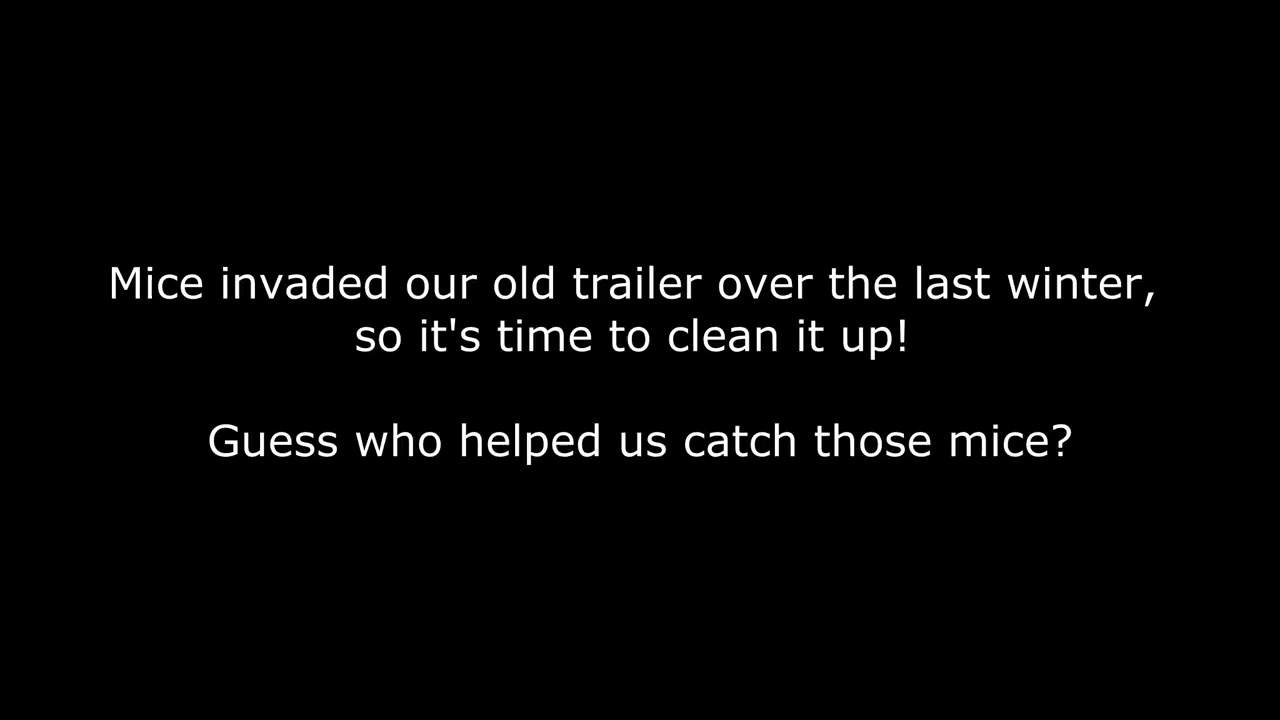 Mice invaded our old trailer over the last winter,
so it's time to clean it up!
Guess who helped us catch those mice?